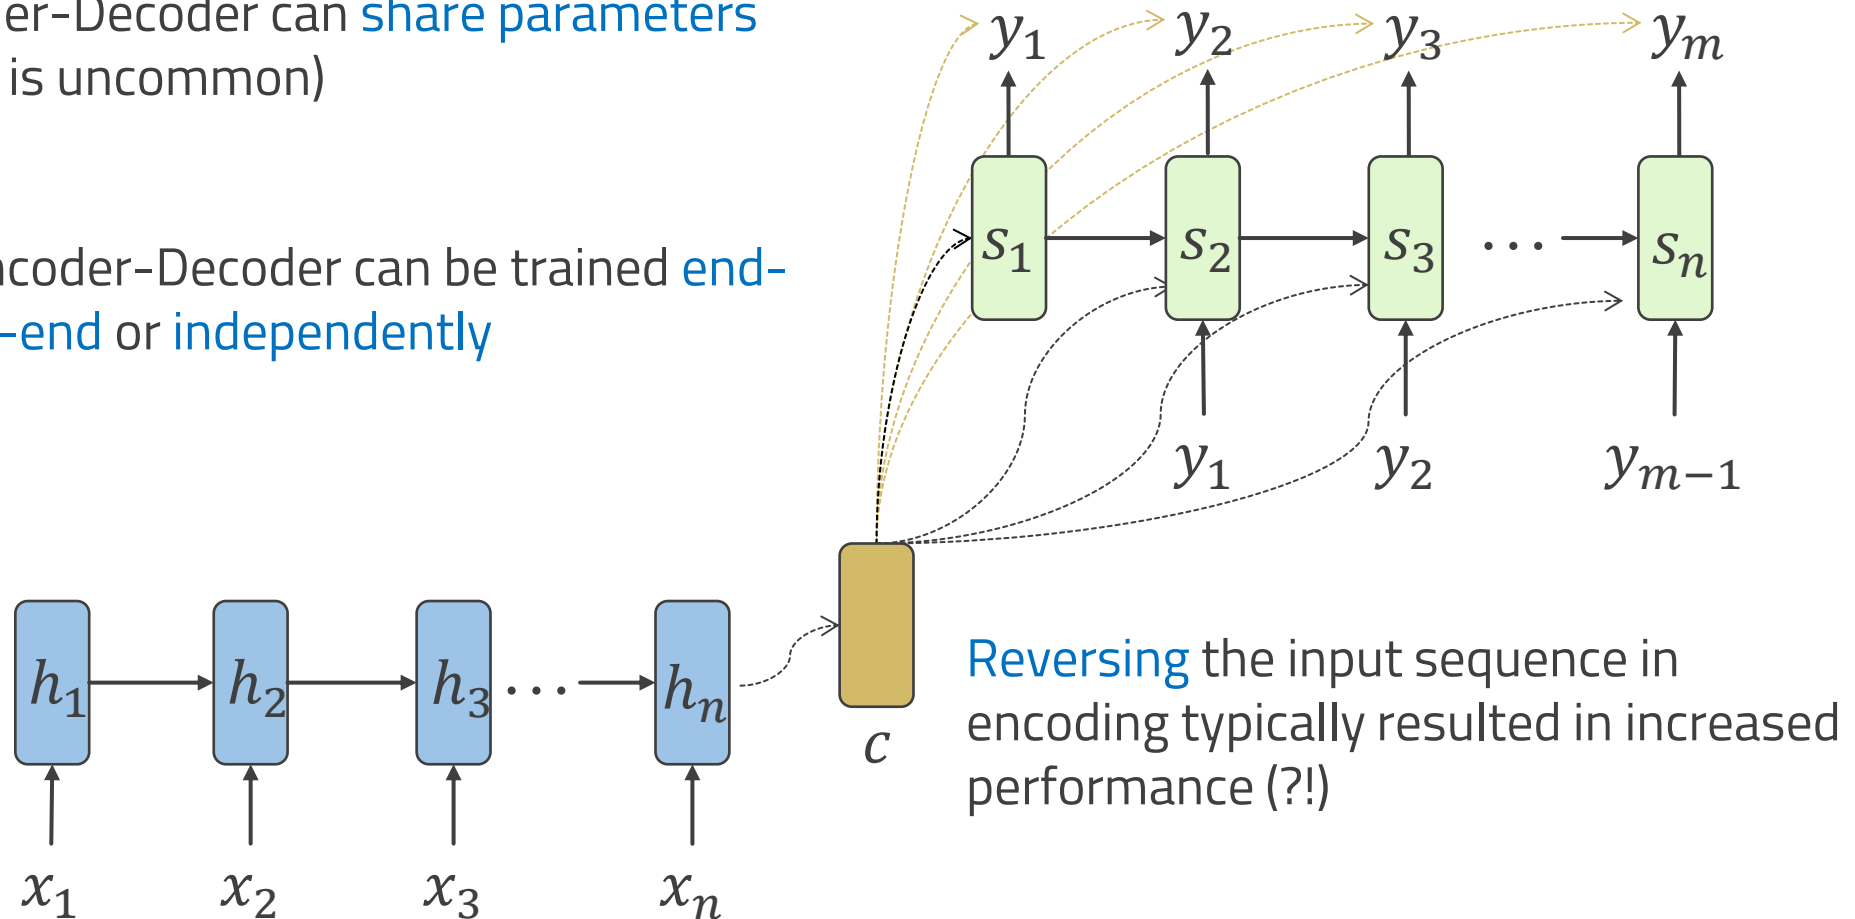 er-Decoder can share parameters
is uncommon)
ncoder-Decoder can be trained end-
-end or independently
y₁ y₂ y₃ yₘ
s₁ s₂ s₃ ... sₙ
y₁ y₂ yₘ₋₁
h₁ h₂ h₃ ... hₙ
c
x₁ x₂ x₃ xₙ
Reversing the input sequence in
encoding typically resulted in increased
performance (?!)